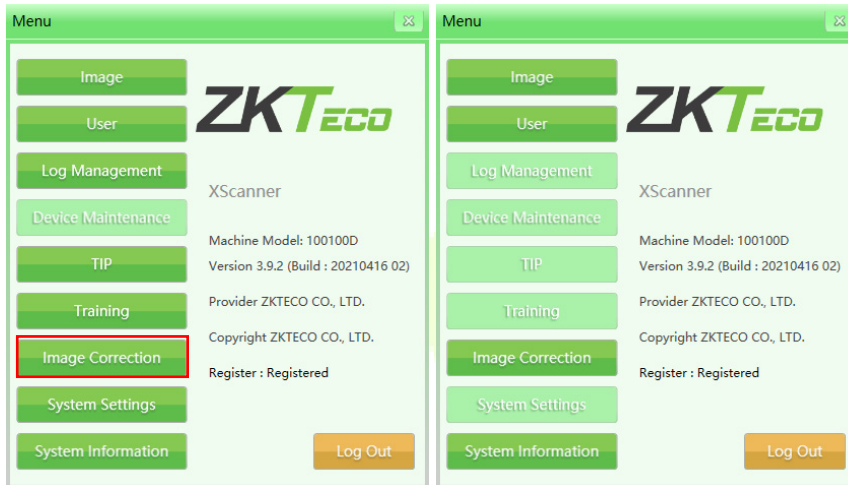 Menu
Image
User
Log Management
Device Maintenance
TIP
Training
Image Correction
System Settings
System Information
ZKTECO
XScanner
Machine Model: 100100D
Version 3.9.2 (Build : 20210416 02)
Provider ZKTECO CO., LTD.
Copyright ZKTECO CO., LTD.
Register : Registered
Log Out
Menu
Image
User
Log Management
Device Maintenance
TIP
Training
Image Correction
System Settings
System Information
ZKTECO
XScanner
Machine Model: 100100D
Version 3.9.2 (Build : 20210416 02)
Provider ZKTECO CO., LTD.
Copyright ZKTECO CO., LTD.
Register : Registered
Log Out